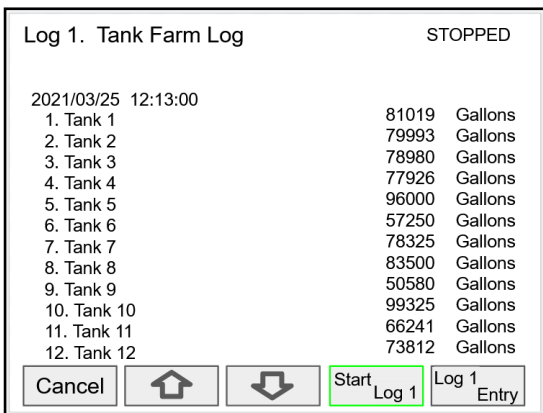 Log 1. Tank Farm Log STOPPED
2021/03/25 12:13:00
1. Tank 1 81019 Gallons
2. Tank 2 79993 Gallons
3. Tank 3 78980 Gallons
4. Tank 4 77926 Gallons
5. Tank 5 96000 Gallons
6. Tank 6 57250 Gallons
7. Tank 7 78325 Gallons
8. Tank 8 83500 Gallons
9. Tank 9 50580 Gallons
10. Tank 10 99325 Gallons
11. Tank 11 66241 Gallons
12. Tank 12 73812 Gallons
Cancel
Start
Log 1
Log 1
Entry